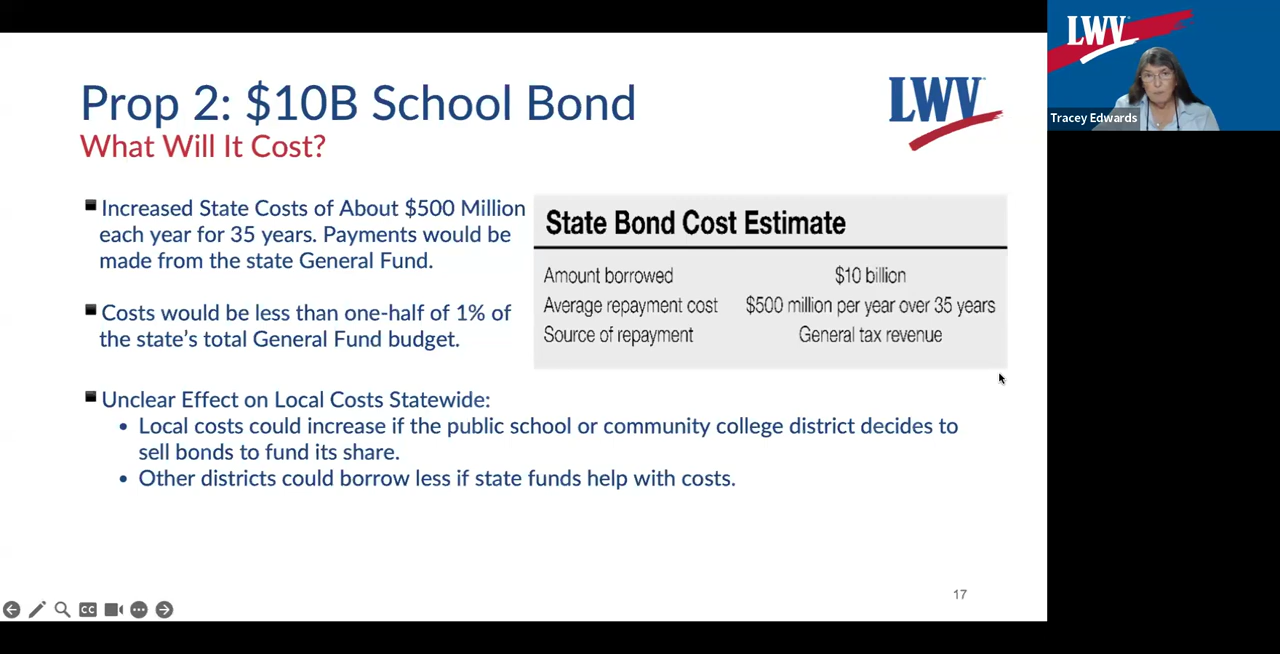 Prop 2: $10B School Bond
What Will It Cost?
LWV
Increased State Costs of About $500 Million
each year for 35 years. Payments would be
made from the state General Fund.
Costs would be less than one-half of 1% of
the state's total General Fund budget.
State Bond Cost Estimate
Amount borrowed $10 billion
Average repayment cost $500 million per year over 35 years
Source of repayment General tax revenue
Unclear Effect on Local Costs Statewide:
Local costs could increase if the public school or community college district decides to
sell bonds to fund its share.
Other districts could borrow less if state funds help with costs.
CC
17
LWV
Tracey Edwards